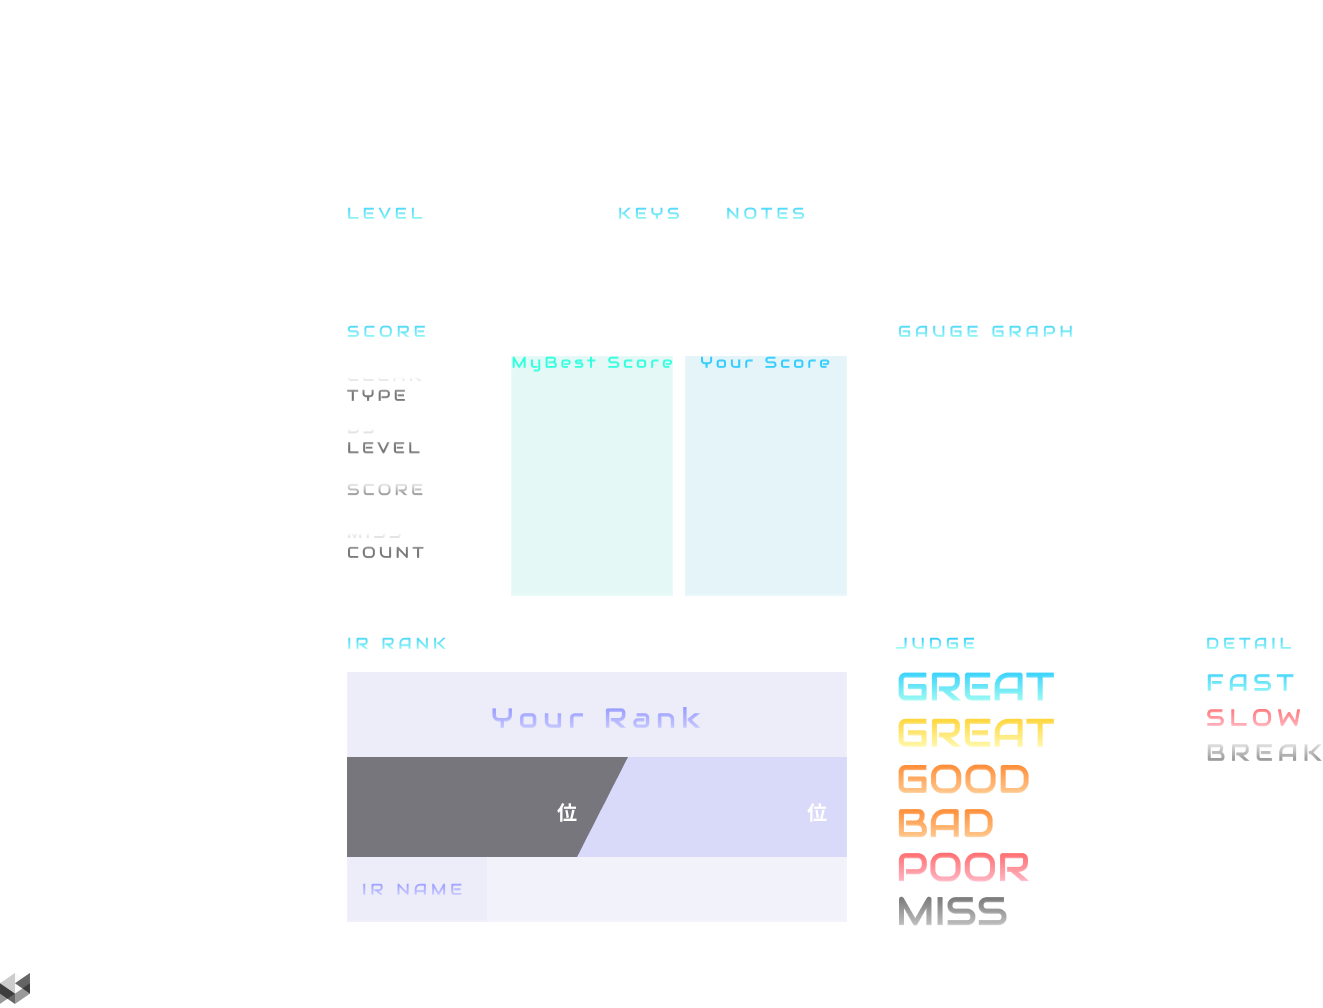 LEVEL KEYS NOTES
SCORE GAUGE GRAPH
MyBest Score Your Score
TYPE
LEVEL
SCORE
MISS
COUNT
IR RANK JUDGE DETAIL
GREAT FAST
Your Rank SLOW
GREAT BREAK
GOOD
位 位
BAD
POOR
IR NAME
MISS